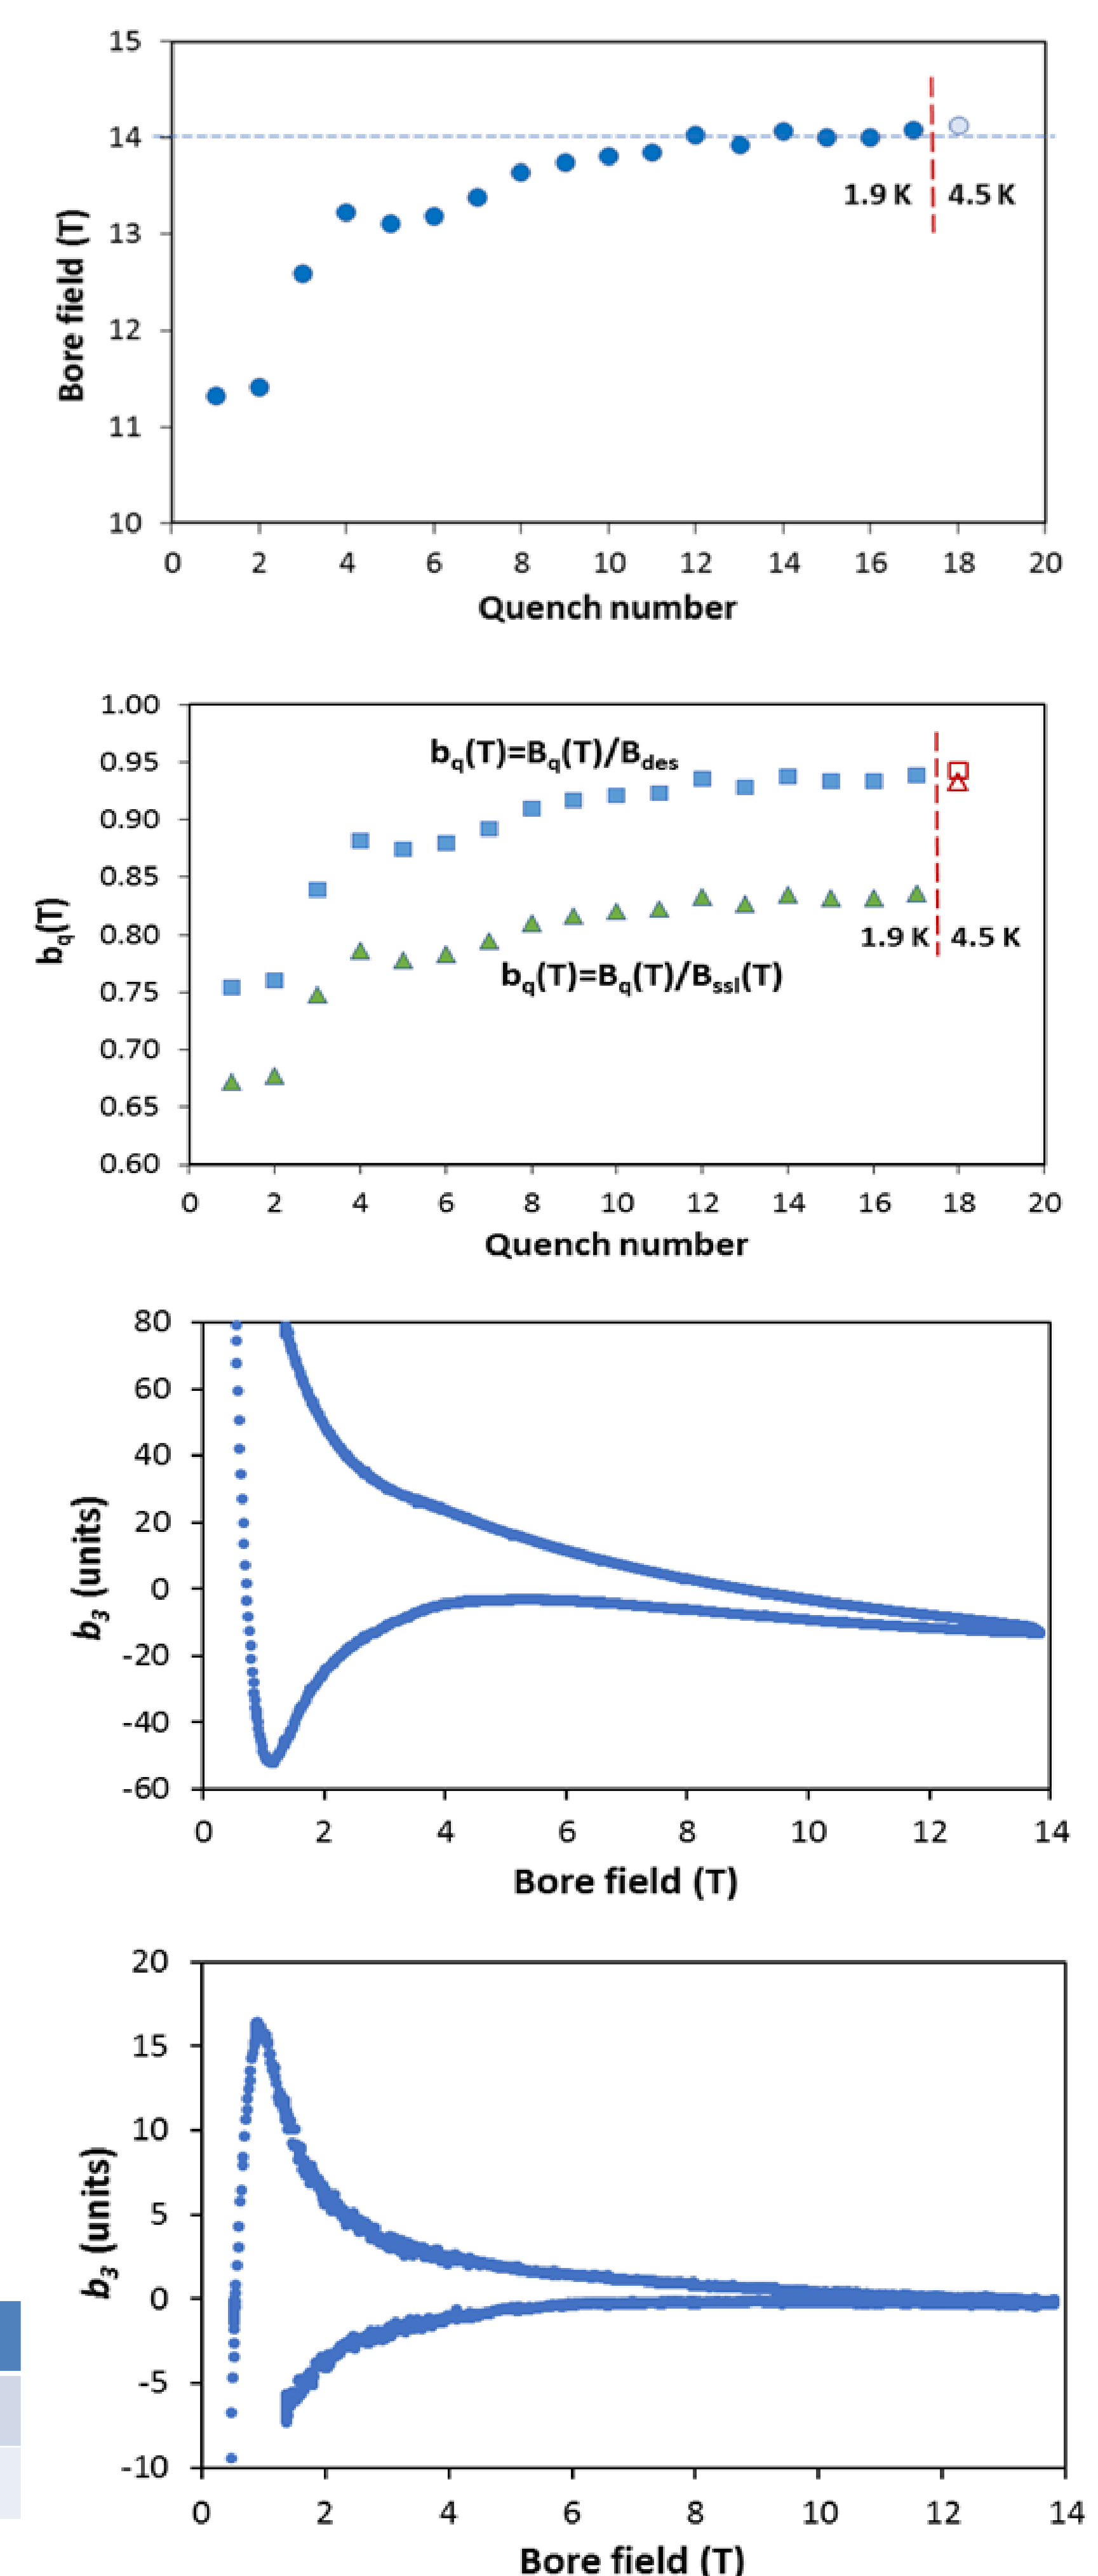 15
14
13
12
11
10
Bore field (T)
1.9 K
4.5 K
0 2 4 6 8 10 12 14 16 18 20
Quench number
1.00
0.95
0.90
0.85
0.80
0.75
0.70
0.65
0.60
bq(T)
bq(T)=Bq(T)/Bdes
1.9 K
4.5 K
bq(T)=Bq(T)/Bssl(T)
0 2 4 6 8 10 12 14 16 18 20
Quench number
80
60
40
20
0
-20
-40
-60
b3 (units)
0 2 4 6 8 10 12 14
Bore field (T)
20
15
10
5
0
-5
-10
b3 (units)
0 2 4 6 8 10 12 14
Bore field (T)